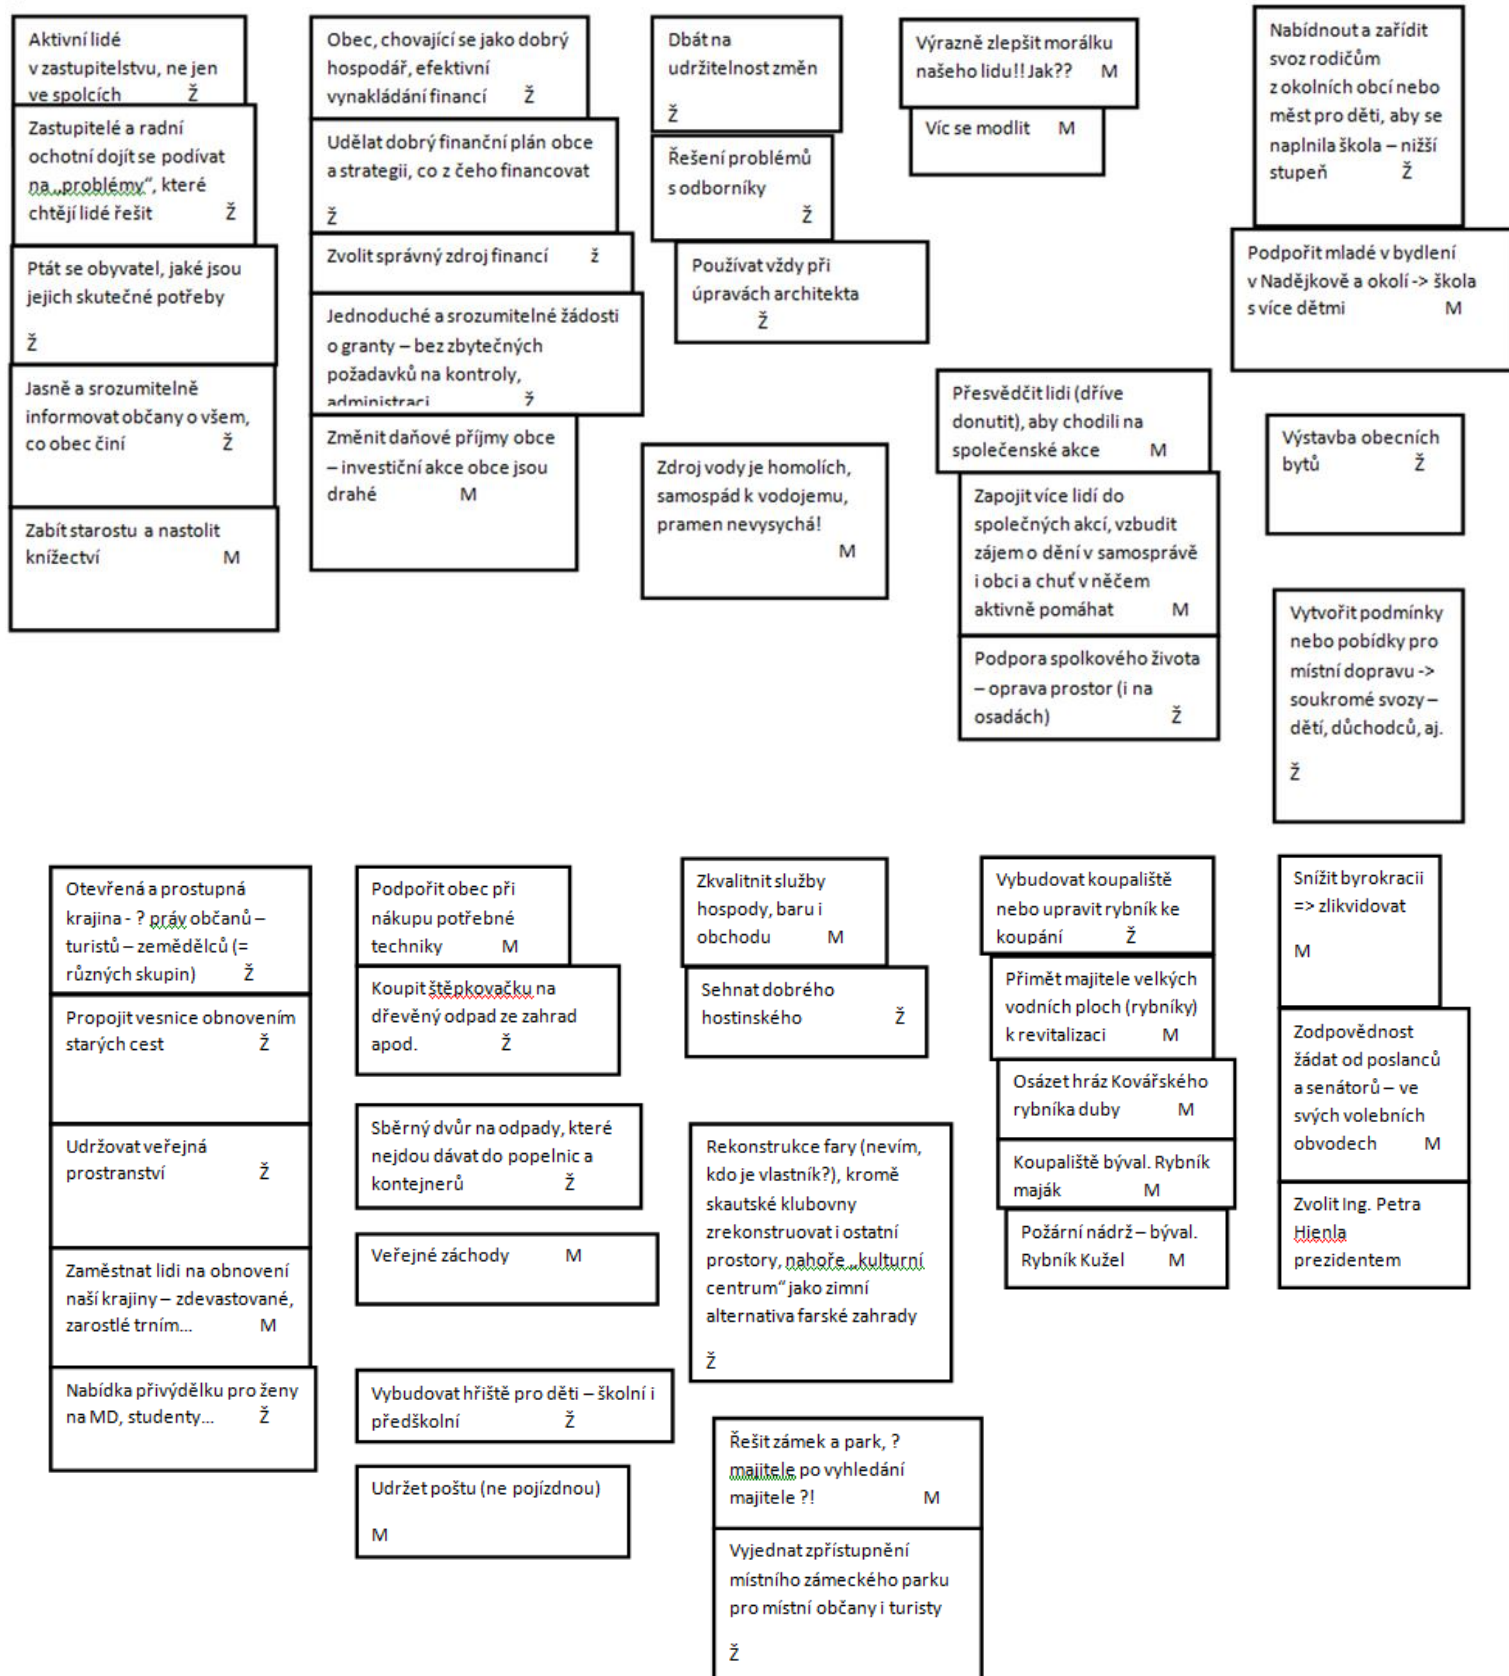 Aktivní lidé
v zastupitelstvu, ne jen
ve spolcích Ž
Zastupitelé a radní
ochotní dojít se podívat
na „problémy“, které
chtějí lidé řešit Ž
Ptát se obyvatel, jaké jsou
jejich skutečné potřeby
Ž
Jasně a srozumitelně
informovat občany o všem,
co obec činí Ž
Zabít starostu a nastolit
knížectví M
Obec, chovající se jako dobrý
hospodář, efektivní
vynakládání financí Ž
Udělat dobrý finanční plán obce
a strategii, co z čeho financovat
Ž
Zvolit správný zdroj financí ž
Jednoduché a srozumitelné žádosti
o granty – bez zbytečných
požadavků na kontroly,
administraci ž
Změnit daňové příjmy obce
– investiční akce obce jsou
drahé M
Dbát na
udržitelnost změn
Ž
Řešení problémů
s odborníky
Ž
Používat vždy při
úpravách architekta
Ž
Zdroj vody je homolích,
samospád k vodojemu,
pramen nevysychá!
M
Výrazně zlepšit morálku
našeho lidu!! Jak?? M
Víc se modlit M
Přesvědčit lidi (dříve
donutit), aby chodili na
společenské akce M
Zapojit více lidí do
společných akcí, vzbudit
zájem o dění v samosprávě
i obci a chuť v něčem
aktivně pomáhat M
Podpora spolkového života
– oprava prostor (i na
osadách) Ž
Nabídnout a zařídit
svoz rodičům
z okolních obcí nebo
měst pro děti, aby se
naplnila škola – nižší
stupeň Ž
Podpořit mladé v bydlení
v Nadějkově a okolí -> škola
s více dětmi M
Výstavba obecních
bytů Ž
Vytvořit podmínky
nebo pobídky pro
místní dopravu ->
soukromé svozy –
dětí, důchodců, aj.
Ž
Otevřená a prostupná
krajina - ? práv občanů –
turistů – zemědělců (=
různých skupin) Ž
Propojit vesnice obnovením
starých cest Ž
Udržovat veřejná
prostranství Ž
Zaměstnat lidi na obnovení
naší krajiny – zdevastované,
zarostlé trním... M
Nabídka přivýdělku pro ženy
na MD, studenty... Ž
Podpořit obec při
nákupu potřebné
techniky M
Koupit štěpkovačku na
dřevěný odpad ze zahrad
apod. Ž
Sběrný dvůr na odpady, které
nejdou dávat do popelnic a
kontejnerů Ž
Veřejné záchody M
Vybudovat hřiště pro děti – školní i
předškolní Ž
Udržet poštu (ne pojízdnou)
M
Zkvalitnit služby
hospody, baru i
obchodu M
Sehnat dobrého
hostinského Ž
Rekonstrukce fary (nevím,
kdo je vlastník?), kromě
skautské klubovny
zrekonstruovat i ostatní
prostory, nahoře „kulturní
centrum“ jako zimní
alternativa farské zahrady
Ž
Řešit zámek a park, ?
majitele po vyhledání
majitele ?! M
Vyjednat zpřístupnění
místního zámeckého parku
pro místní občany i turisty
Ž
Vybudovat koupaliště
nebo upravit rybník ke
koupání Ž
Přimět majitele velkých
vodních ploch (rybníky)
k revitalizaci M
Osázet hráz Kovářského
rybníka duby M
Koupaliště býval. Rybník
maják M
Požární nádrž – býval.
Rybník Kužel M
Snížit byrokracii
=> zlikvidovat
M
Zodpovědnost
žádat od poslanců
a senátorů – ve
svých volebních
obvodech M
Zvolit Ing. Petra
Hienla
prezidentem